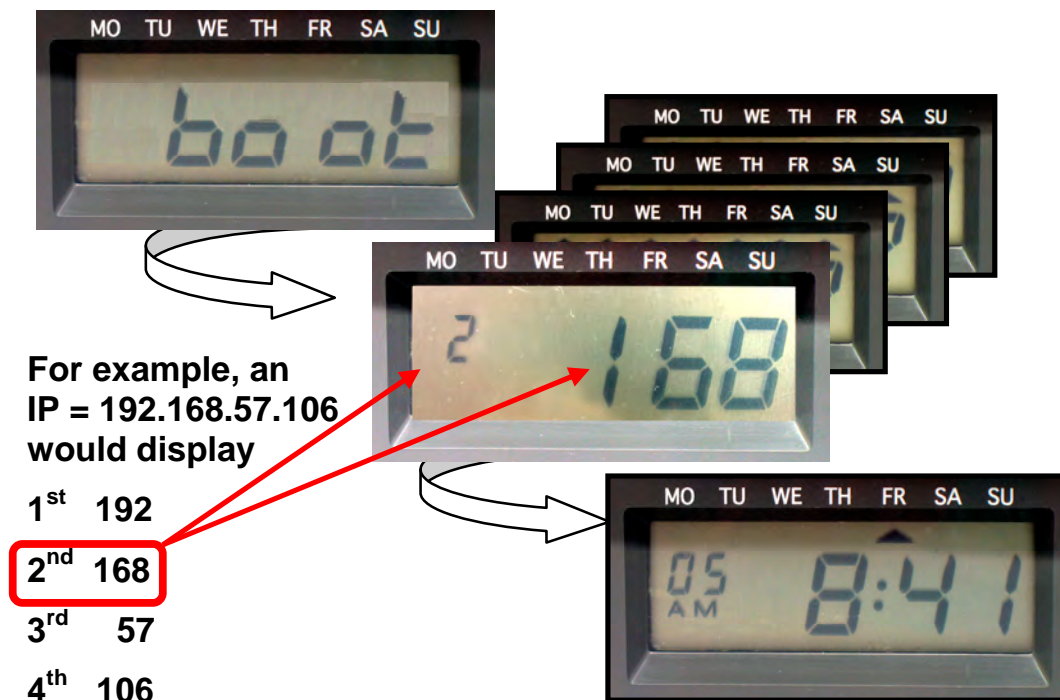 MO TU WE TH FR SA SU
boot
MO TU WE TH FR SA SU
MO TU WE TH FR SA SU
MO TU WE TH FR SA SU
MO TU WE TH FR SA SU
2 168
For example, an
IP = 192.168.57.106
would display
1st 192
2nd 168
3rd 57
4th 106
MO TU WE TH FR SA SU
05 8:41
AM